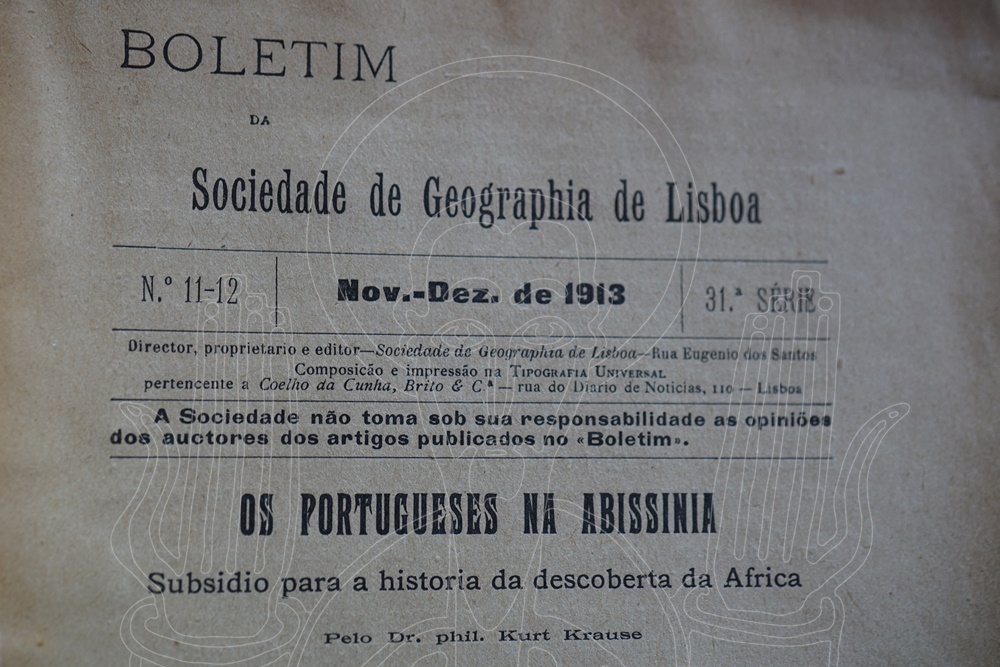 BOLETIM
DA
Sociedade de Geographia de Lisboa
N.º 11-12
Nov.-Dez. de 1913
31.ª SÉRIE
Director, proprietario e editor—Sociedade de Geographia de Lisboa—Rua Eugenio dos Santos
Composicão e impressão na TIPOGRAFIA UNIVERSAL
pertencente a Coelho da Cunha, Brito & C.ª — rua do Diario de Noticias, 110 — Lisboa
A Sociedade não toma sob sua responsabilidade as opiniões
dos auctores dos artigos publicados no «Boletim».
OS PORTUGUESES NA ABISSINIA
Subsidio para a historia da descoberta da Africa
Pelo Dr. phil. Kurt Krause